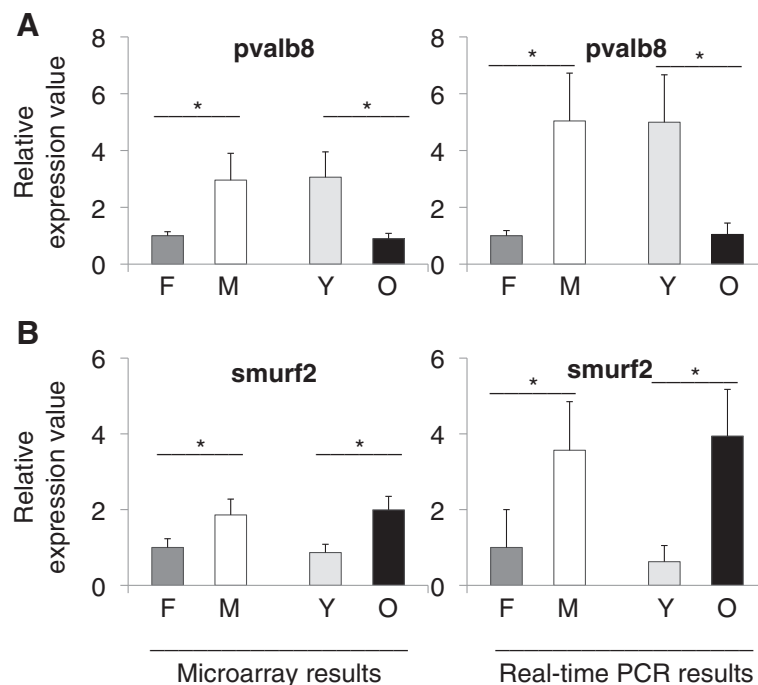 A
Relative
expression value
pvalb8
8
6
4
2
0
*
*
F M Y O
pvalb8
8
6
4
2
0
*
*
F M Y O
B
Relative
expression value
smurf2
6
4
2
0
*
*
F M Y O
smurf2
6
4
2
0
*
*
F M Y O
Microarray results
Real-time PCR results